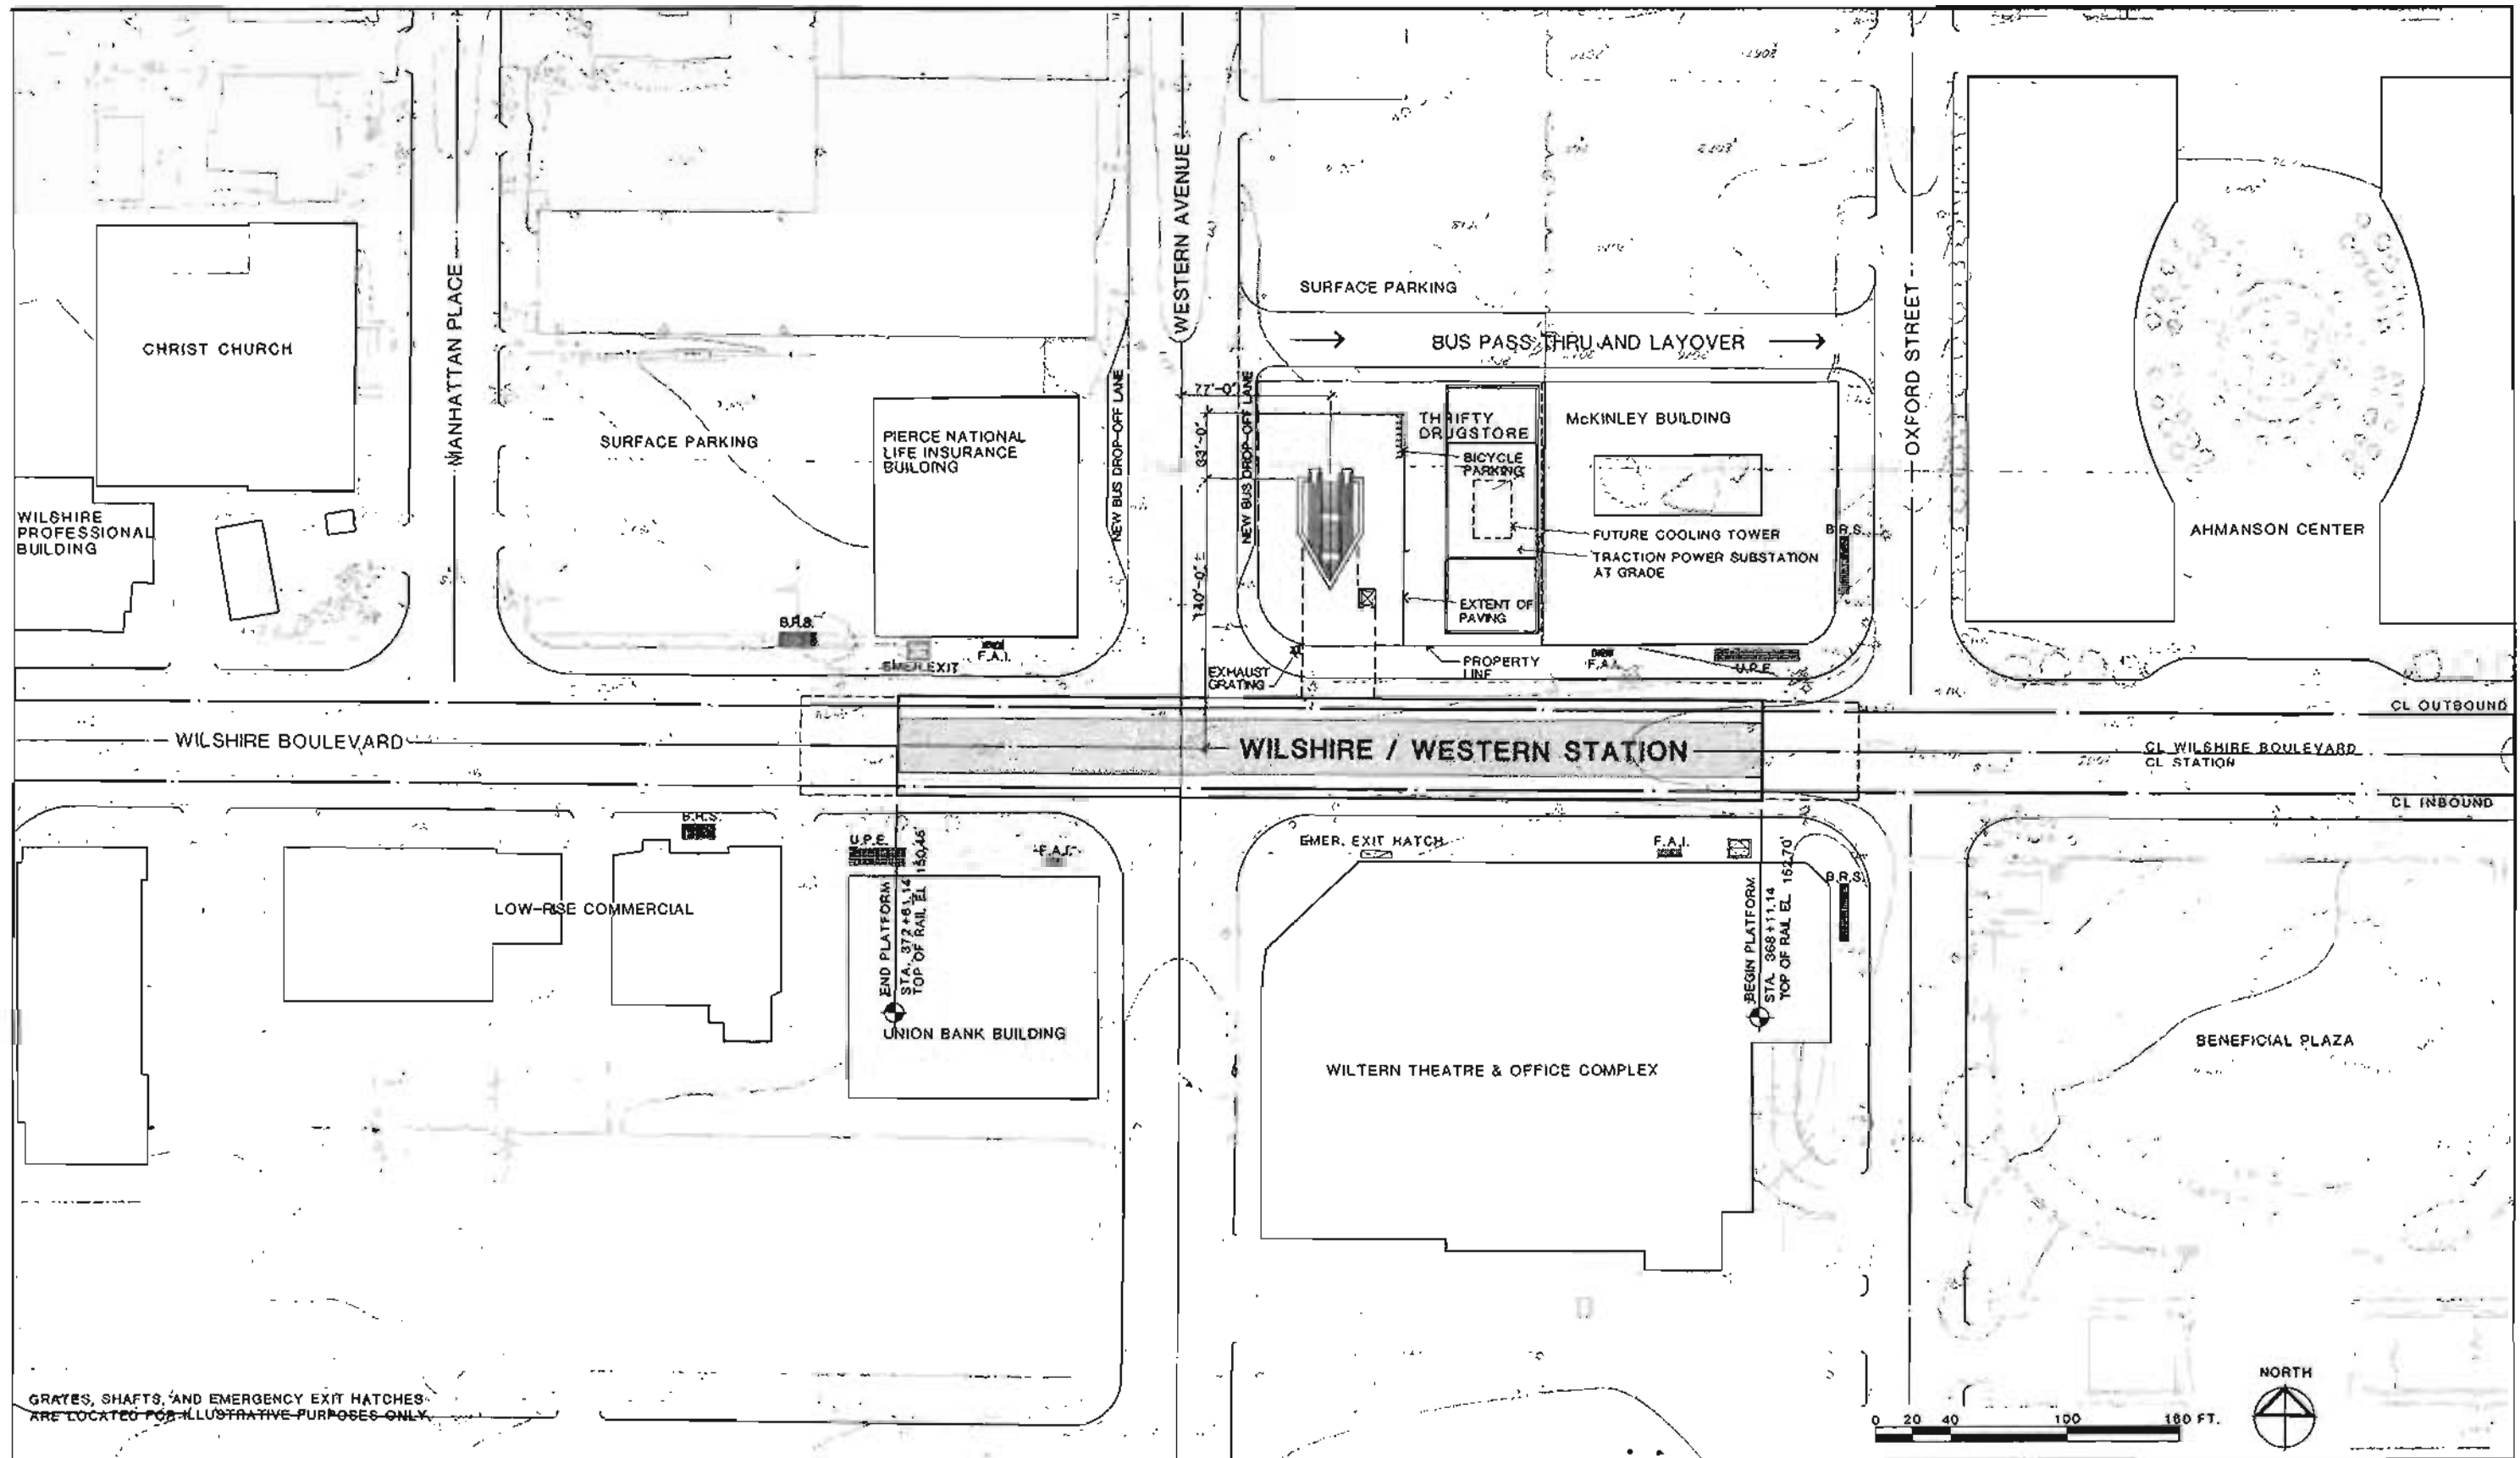 MANHATTAN PLACE
WESTERN AVENUE
OXFORD STREET
SURFACE PARKING
BUS PASS THRU AND LAYOVER
CHRIST CHURCH
SURFACE PARKING
PIERCE NATIONAL
LIFE INSURANCE
BUILDING
NEW BUS DROP-OFF LANE
NEW BUS DROP-OFF LANE
77'-0"
33'-0"
140'-0"±
THRIFTY
DRUGSTORE
McKINLEY BUILDING
BICYCLE
PARKING
FUTURE COOLING TOWER
TRACTION POWER SUBSTATION
AT GRADE
EXTENT OF
PAVING
B.R.S.
AHMANSON CENTER
WILSHIRE
PROFESSIONAL
BUILDING
B.R.S.
EMER. EXIT
F.A.I.
EXHAUST
GRATING
PROPERTY
LINE
F.A.I.
U.P.E.
CL OUTBOUND
WILSHIRE BOULEVARD
WILSHIRE / WESTERN STATION
CL WILSHIRE BOULEVARD
CL STATION
CL INBOUND
B.R.S.
U.P.E.
F.A.I.
EMER. EXIT HATCH
F.A.I.
B.R.S.
LOW-RISE COMMERCIAL
END PLATFORM
STA. 372+61.14
TOP OF RAIL EL. 150.46'
BEGIN PLATFORM
STA. 368+11.14
TOP OF RAIL EL. 152.70'
UNION BANK BUILDING
WILTERN THEATRE & OFFICE COMPLEX
BENEFICIAL PLAZA
GRATES, SHAFTS, AND EMERGENCY EXIT HATCHES
ARE LOCATED FOR ILLUSTRATIVE PURPOSES ONLY.
0 20 40 100 160 FT.
NORTH